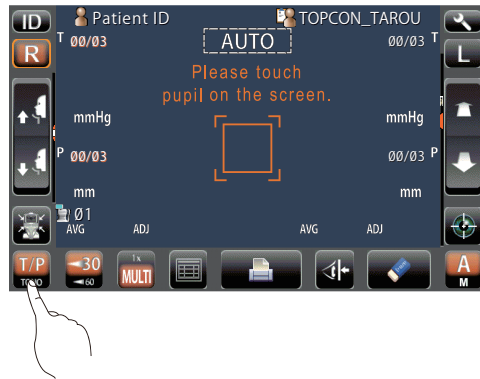 ID Patient ID TOPCON_TAROU
R T 00/03 AUTO 00/03 T L
Please touch
pupil on the screen.
mmHg mmHg
P 00/03 00/03 P
mm mm
01
AVG ADJ AVG ADJ
T/P 30 1x A
TONO 60 MULTI M